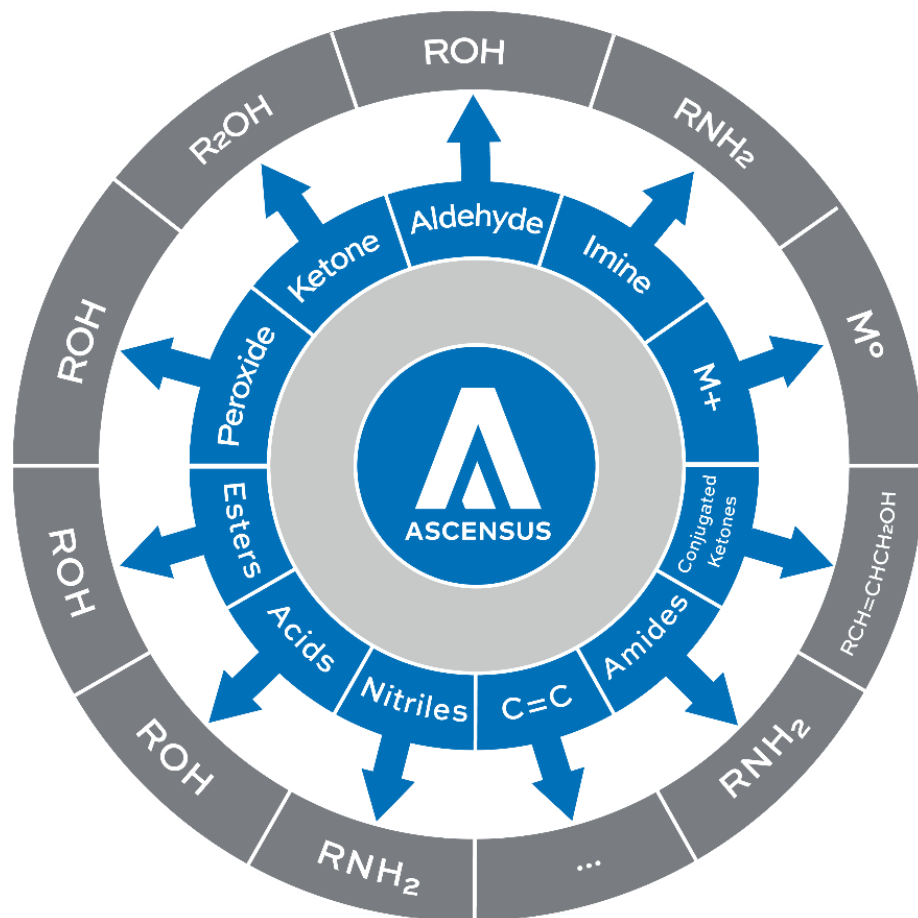 ROH
RNH₂
M⁰
RCH=CHCH₂OH
RNH₂
...
RNH₂
ROH
ROH
ROH
R₂OH
Aldehyde
Imine
M+
Conjugated
Ketones
Amides
C=C
Nitriles
Acids
Esters
Peroxide
Ketone
ASCENSUS